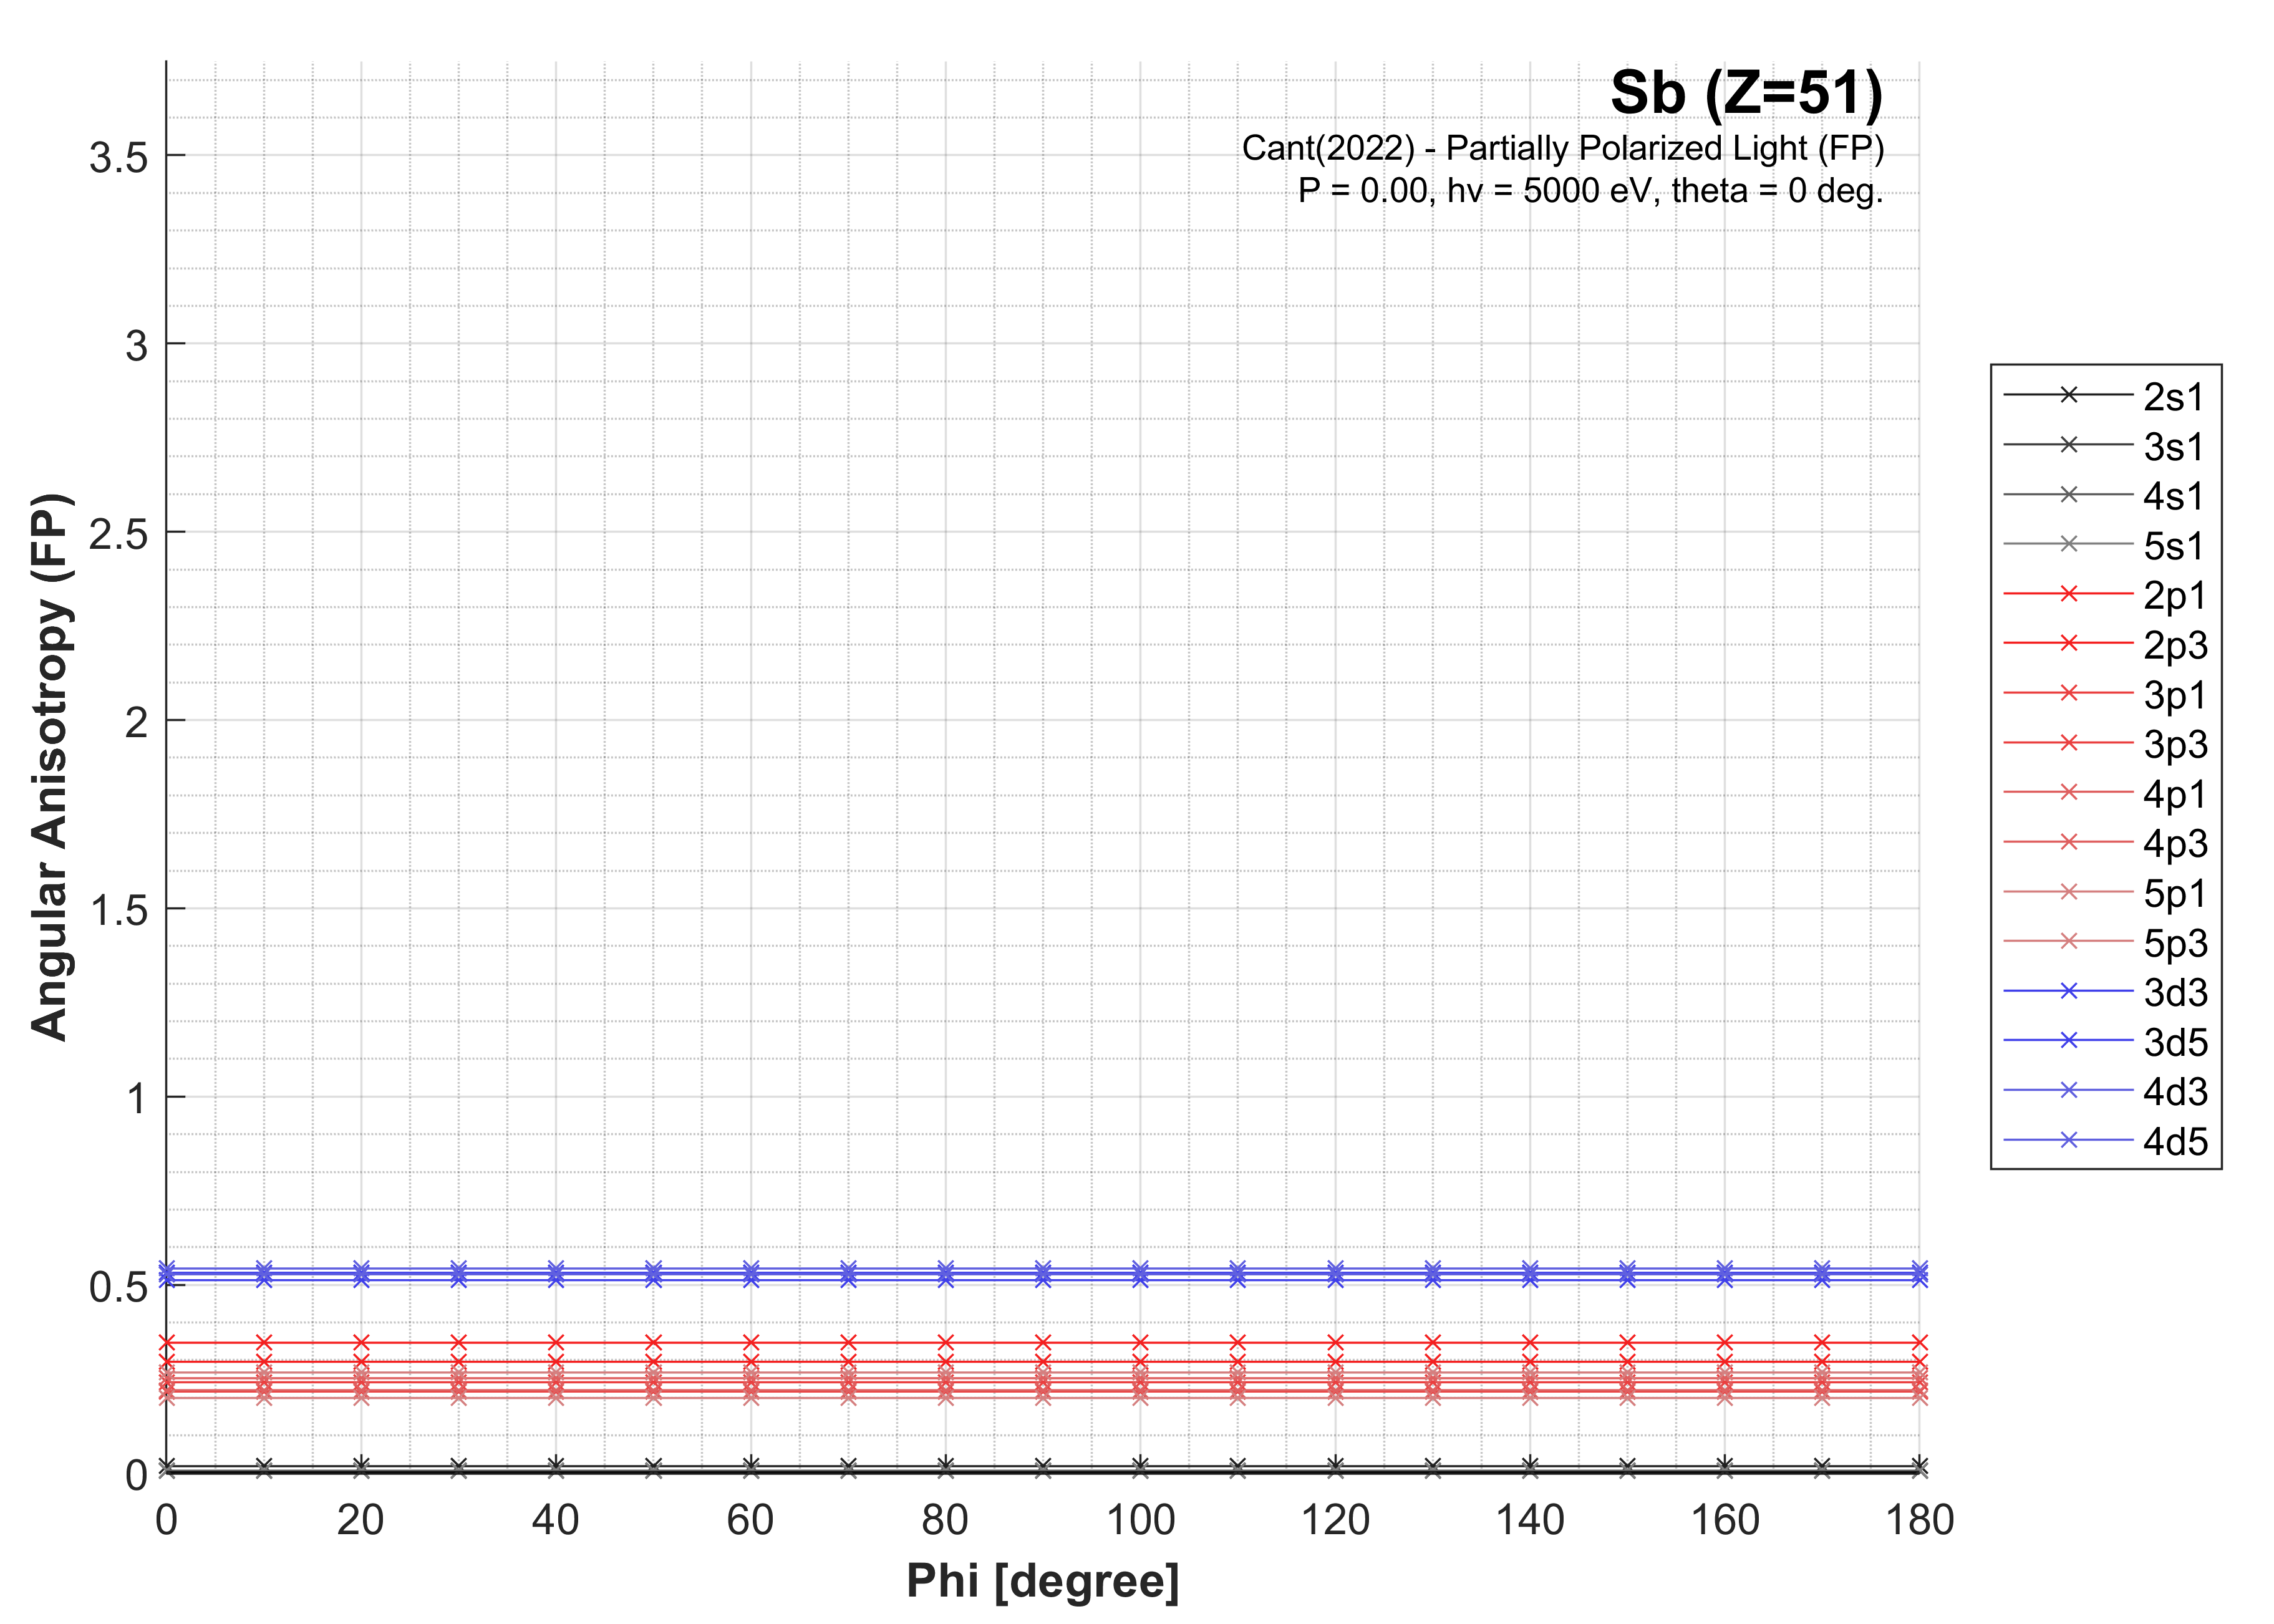 Sb (Z=51)
Cant(2022) - Partially Polarized Light (FP)
P = 0.00, hv = 5000 eV, theta = 0 deg.
Angular Anisotropy (FP)
3.5
3
2.5
2
1.5
1
0.5
0
0 20 40 60 80 100 120 140 160 180
Phi [degree]
2s1
3s1
4s1
5s1
2p1
2p3
3p1
3p3
4p1
4p3
5p1
5p3
3d3
3d5
4d3
4d5